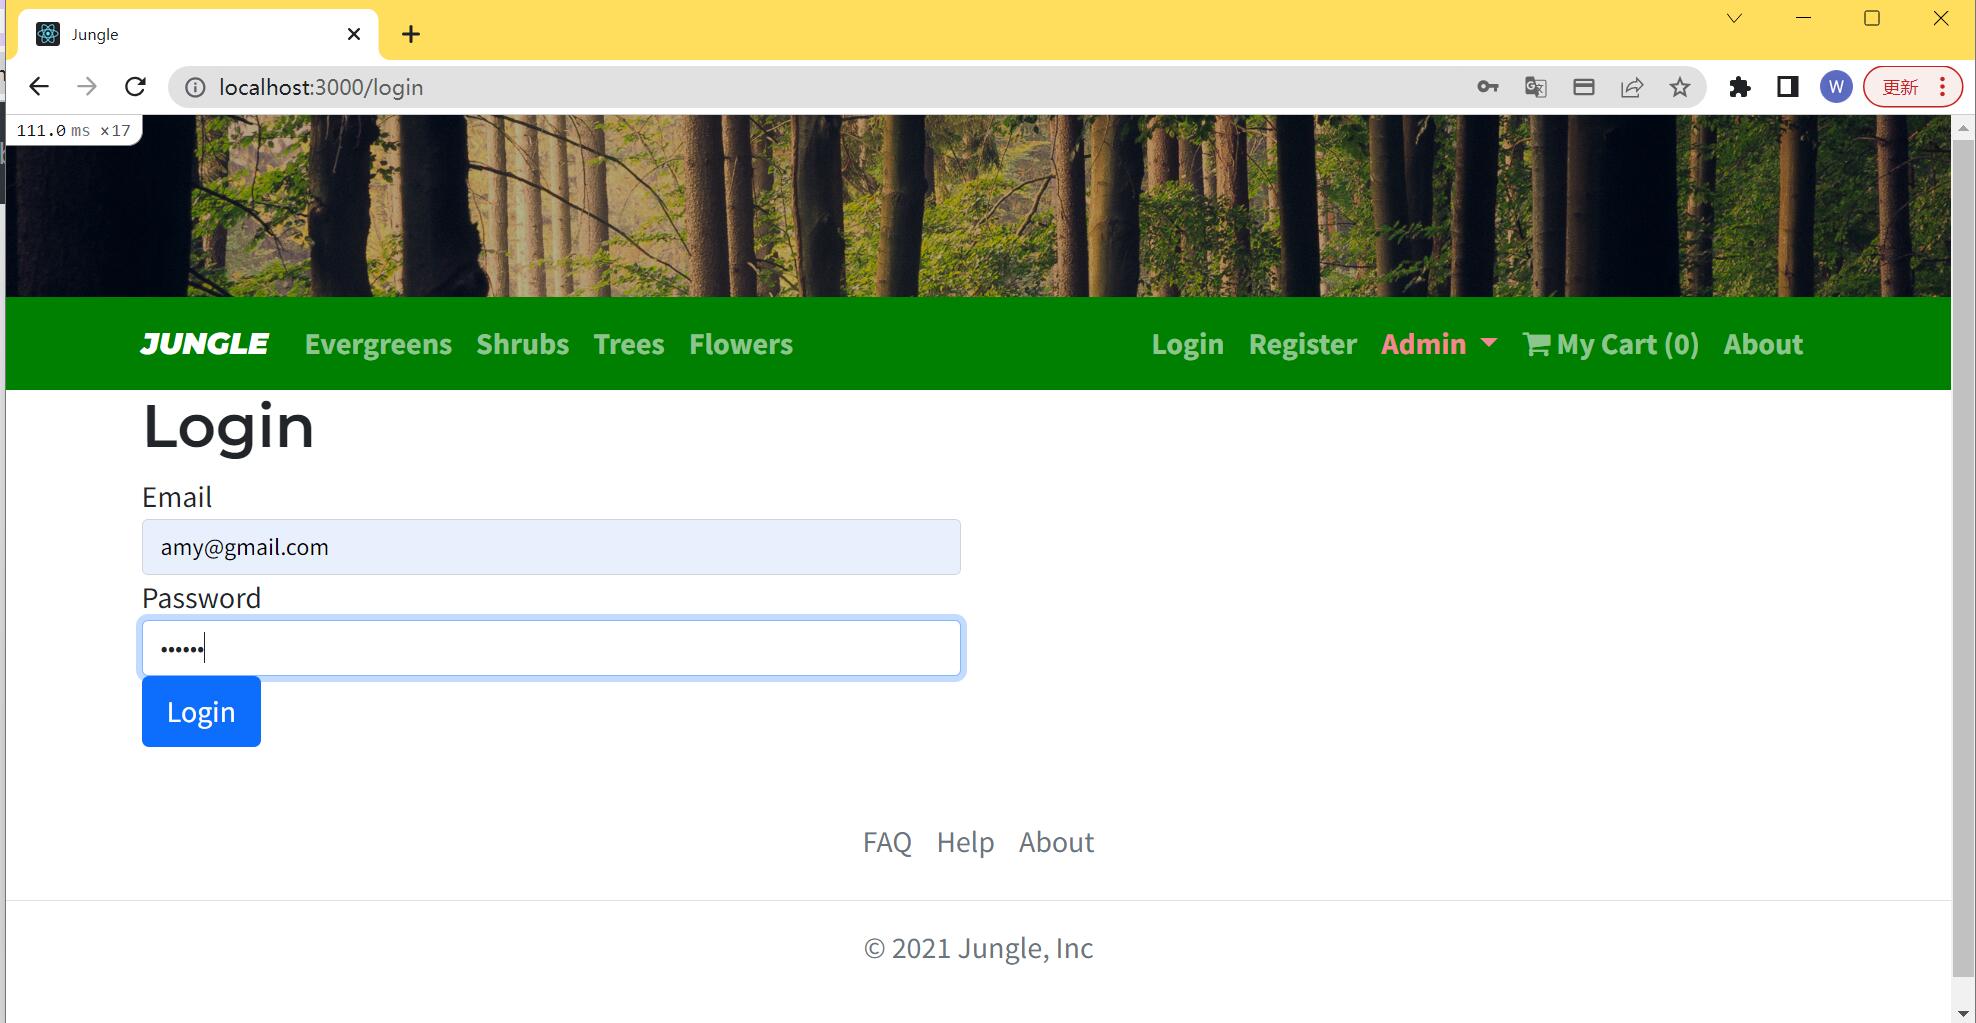 Jungle
localhost:3000/login
W
更新
111.0 ms ×17
JUNGLE Evergreens Shrubs Trees Flowers Login Register Admin My Cart (0) About
Login
Email
amy@gmail.com
Password
••••••
Login
FAQ Help About
© 2021 Jungle, Inc